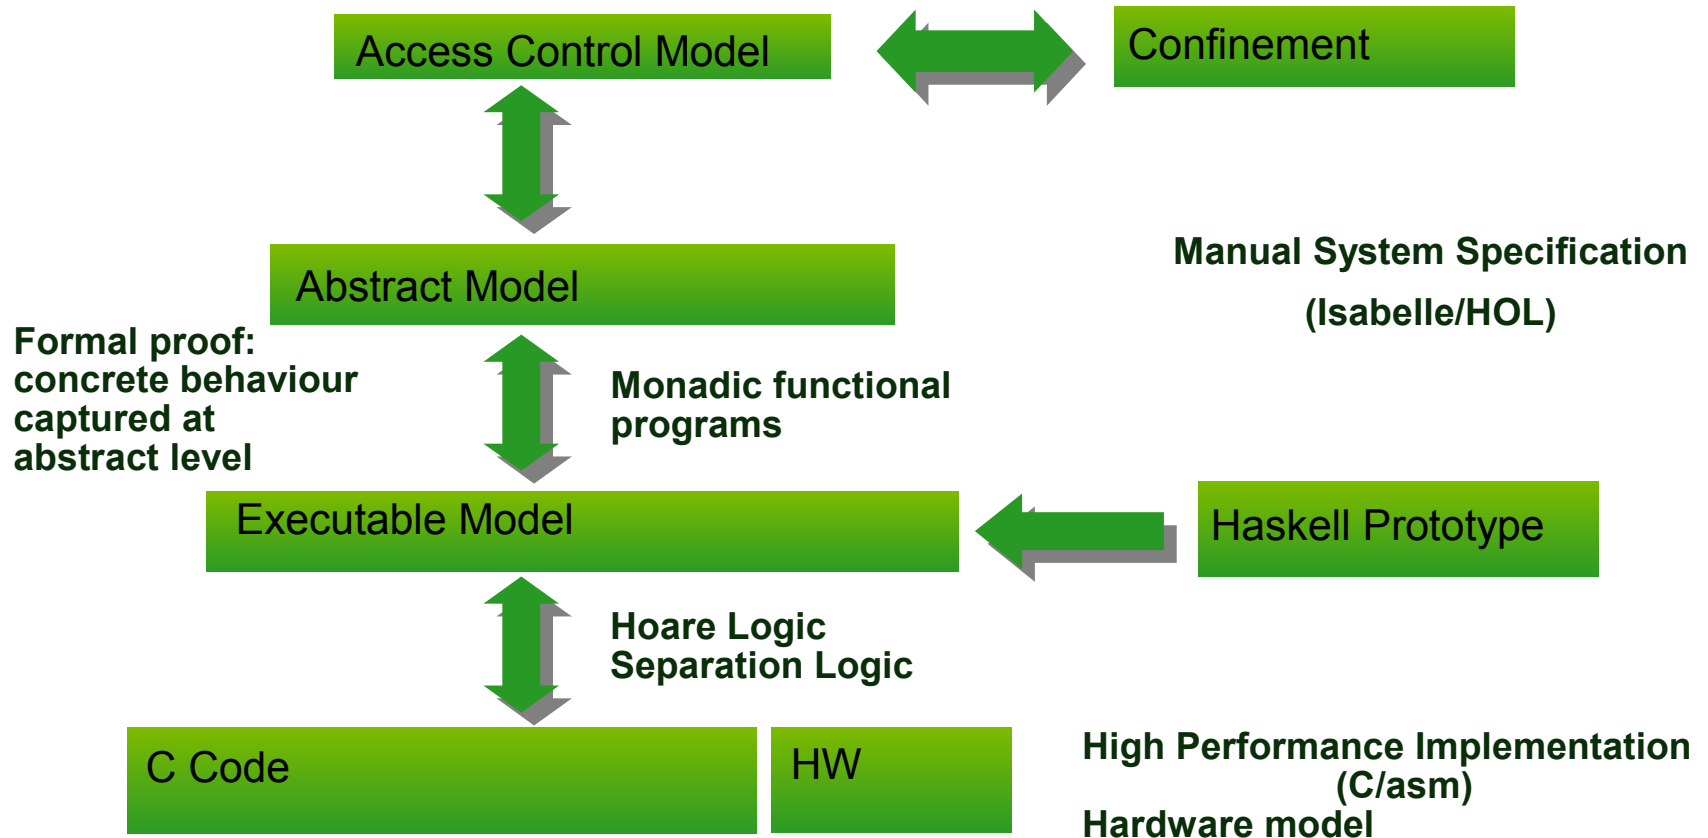 Access Control Model
Confinement
Abstract Model
Manual System Specification
(Isabelle/HOL)
Formal proof:
concrete behaviour
captured at
abstract level
Monadic functional
programs
Executable Model
Haskell Prototype
Hoare Logic
Separation Logic
C Code
HW
High Performance Implementation
(C/asm)
Hardware model